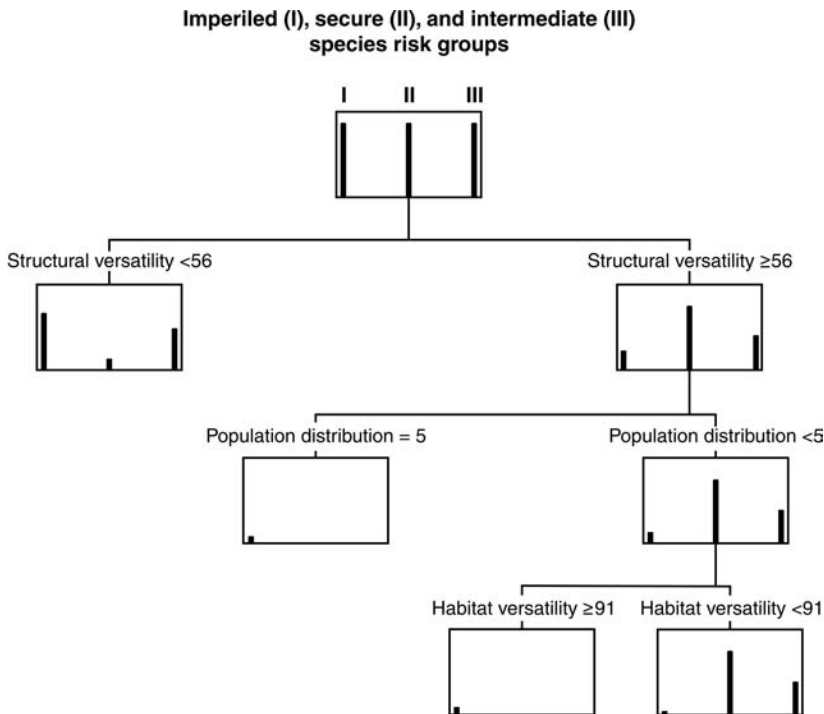 Imperiled (I), secure (II), and intermediate (III)
species risk groups
I II III
Structural versatility <56
Structural versatility ≥56
Population distribution = 5
Population distribution <5
Habitat versatility ≥91
Habitat versatility <91